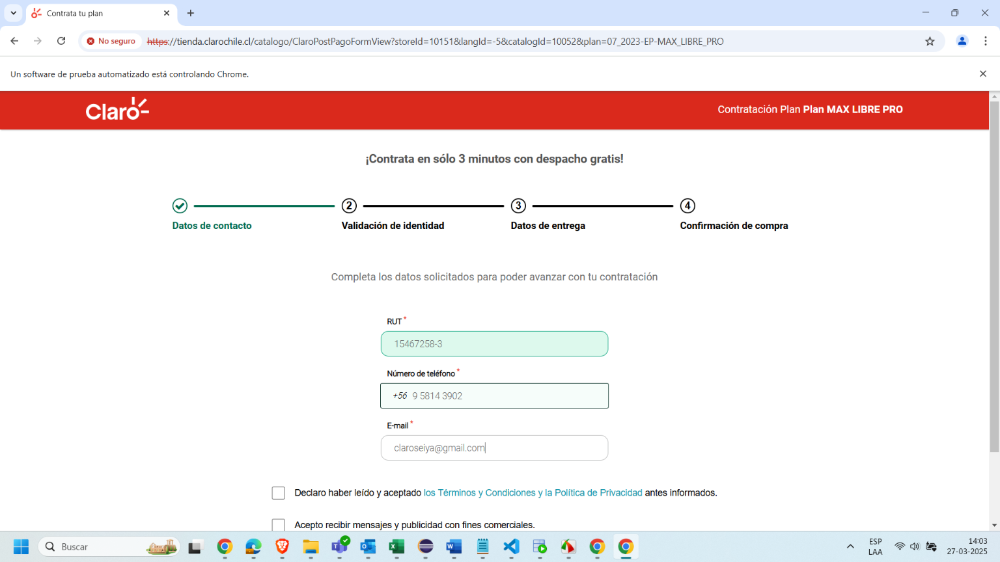 Contrata tu plan
No seguro
https://tienda.clarochile.cl/catalogo/ClaroPostPagoFormView?storeId=10151&langId=-5&catalogId=10052&plan=07_2023-EP-MAX_LIBRE_PRO
Un software de prueba automatizado está controlando Chrome.
Claro
Contratación Plan Plan MAX LIBRE PRO
¡Contrata en sólo 3 minutos con despacho gratis!
2
3
4
Datos de contacto
Validación de identidad
Datos de entrega
Confirmación de compra
Completa los datos solicitados para poder avanzar con tu contratación
RUT *
15467258-3
Número de teléfono *
+56 9 5814 3902
E-mail *
claroseiya@gmail.com
Declaro haber leído y aceptado los Términos y Condiciones y la Política de Privacidad antes informados.
Acepto recibir mensajes y publicidad con fines comerciales.
Buscar
ESP
LAA
14:03
27-03-2025